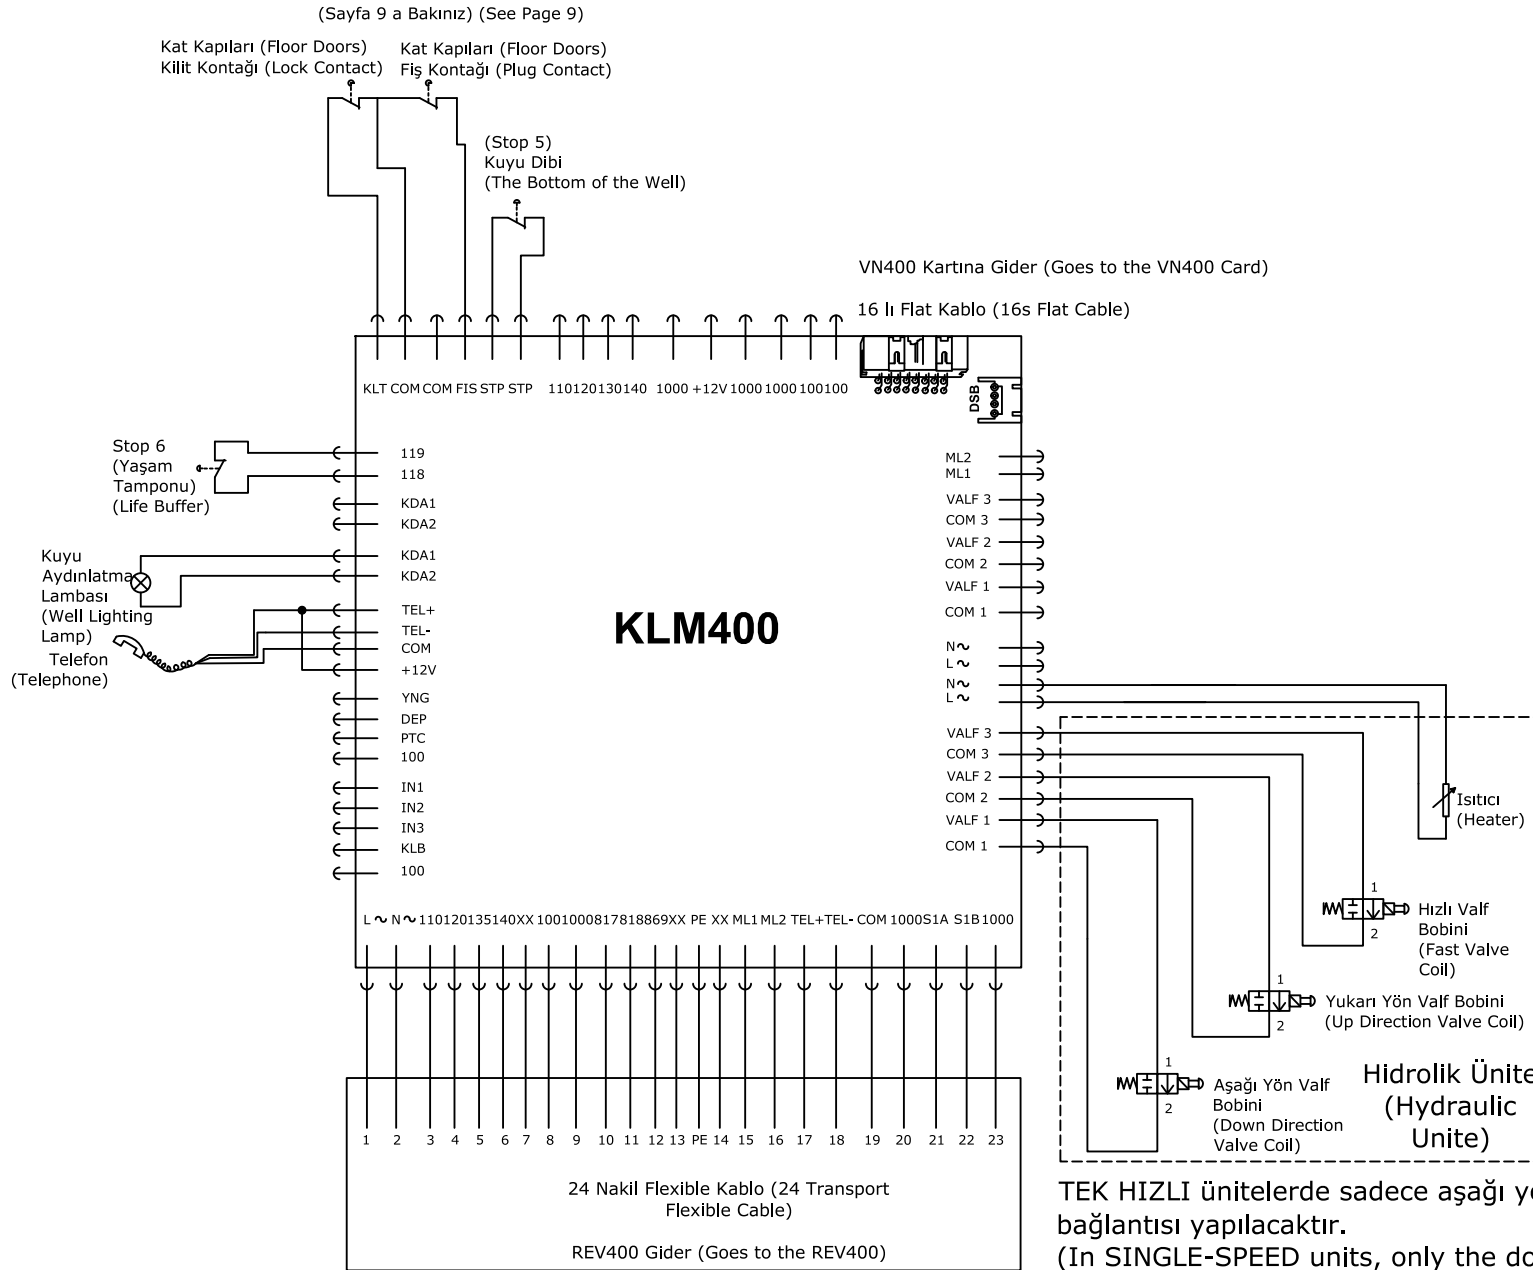 (Sayfa 9 a Bakınız) (See Page 9)
Kat Kapıları (Floor Doors)
Kilit Kontağı (Lock Contact)
Kat Kapıları (Floor Doors)
Fiş Kontağı (Plug Contact)
(Stop 5)
Kuyu Dibi
(The Bottom of the Well)
VN400 Kartına Gider (Goes to the VN400 Card)
16 lı Flat Kablo (16s Flat Cable)
KLT COM COM FIS STP STP 110120130140 1000 +12V 1000 1000 100100
DSB
Stop 6
(Yaşam
Tamponu)
(Life Buffer)
119
118
KDA1
KDA2
Kuyu
Aydınlatma
Lambası
(Well Lighting
Lamp)
KDA1
KDA2
Telefon
(Telephone)
TEL+
TEL-
COM
+12V
YNG
DEP
PTC
100
IN1
IN2
IN3
KLB
100
KLM400
ML2
ML1
VALF 3
COM 3
VALF 2
COM 2
VALF 1
COM 1
N ~
L ~
N ~
L ~
VALF 3
COM 3
VALF 2
COM 2
VALF 1
COM 1
Isıtıcı
(Heater)
1
2
Hızlı Valf
Bobini
(Fast Valve
Coil)
1
2
Yukarı Yön Valf Bobini
(Up Direction Valve Coil)
1
2
Aşağı Yön Valf
Bobini
(Down Direction
Valve Coil)
Hidrolik Ünite
(Hydraulic
Unite)
L ~ N ~ 110120135140XX 1001000817818869XX PE XX ML1 ML2 TEL+TEL- COM 1000S1A S1B1000
1 2 3 4 5 6 7 8 9 10 11 12 13 PE 14 15 16 17 18 19 20 21 22 23
24 Nakil Flexible Kablo (24 Transport
Flexible Cable)
REV400 Gider (Goes to the REV400)
TEK HIZLI ünitelerde sadece aşağı
bağlantısı yapılacaktır.
(In SINGLE-SPEED units, only the